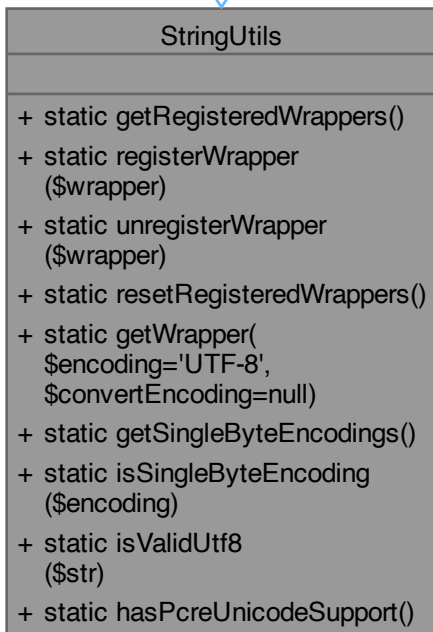 StringUtils
+ static getRegisteredWrappers()
+ static registerWrapper
($wrapper)
+ static unregisterWrapper
($wrapper)
+ static resetRegisteredWrappers()
+ static getWrapper(
$encoding='UTF-8',
$convertEncoding=null)
+ static getSingleByteEncodings()
+ static isSingleByteEncoding
($encoding)
+ static isValidUtf8
($str)
+ static hasPcreUnicodeSupport()